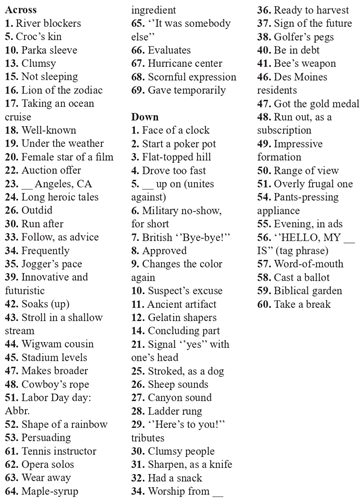 Across
1. River blockers
5. Croc's kin
10. Parka sleeve
13. Clumsy
15. Not sleeping
16. Lion of the zodiac
17. Taking an ocean
cruise
18. Well-known
19. Under the weather
20. Female star of a film
22. Auction offer
23. __ Angeles, CA
24. Long heroic tales
26. Outdid
30. Run after
33. Follow, as advice
34. Frequently
35. Jogger's pace
39. Innovative and
futuristic
42. Soaks (up)
43. Stroll in a shallow
stream
44. Wigwam cousin
45. Stadium levels
47. Makes broader
48. Cowboy's rope
51. Labor Day day:
Abbr.
52. Shape of a rainbow
53. Persuading
61. Tennis instructor
62. Opera solos
63. Wear away
64. Maple-syrup
ingredient
65. ''It was somebody
else''
66. Evaluates
67. Hurricane center
68. Scornful expression
69. Gave temporarily
Down
1. Face of a clock
2. Start a poker pot
3. Flat-topped hill
4. Drove too fast
5. __ up on (unites
against)
6. Military no-show,
for short
7. British ''Bye-bye!''
8. Approved
9. Changes the color
again
10. Suspect's excuse
11. Ancient artifact
12. Gelatin shapers
14. Concluding part
21. Signal ''yes'' with
one's head
25. Stroked, as a dog
26. Sheep sounds
27. Canyon sound
28. Ladder rung
29. ''Here's to you!''
tributes
30. Clumsy people
31. Sharpen, as a knife
32. Had a snack
34. Worship from __
36. Ready to harvest
37. Sign of the future
38. Golfer's pegs
40. Be in debt
41. Bee's weapon
46. Des Moines
residents
47. Got the gold medal
48. Run out, as a
subscription
49. Impressive
formation
50. Range of view
51. Overly frugal one
54. Pants-pressing
appliance
55. Evening, in ads
56. ''HELLO, MY __
IS'' (tag phrase)
57. Word-of-mouth
58. Cast a ballot
59. Biblical garden
60. Take a break